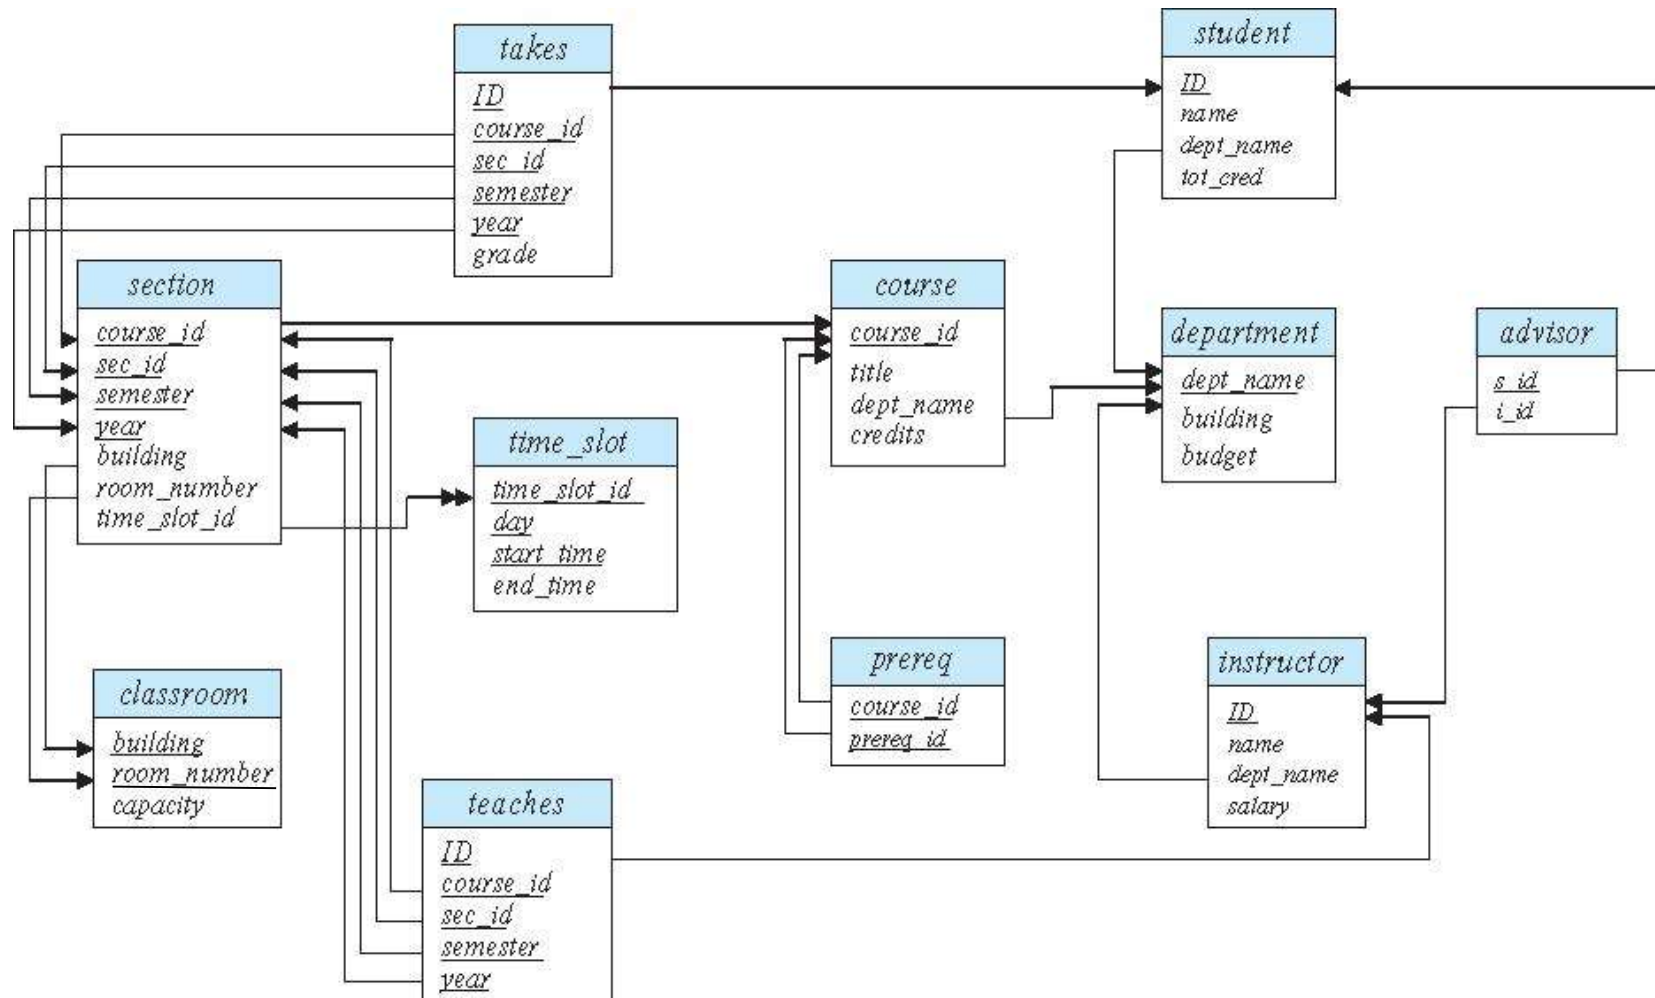 takes
ID
course_id
sec_id
semester
year
grade
student
ID
name
dept_name
tot_cred
section
course_id
sec_id
semester
year
building
room_number
time_slot_id
course
course_id
title
dept_name
credits
department
dept_name
building
budget
advisor
s_id
i_id
time_slot
time_slot_id
day
start_time
end_time
prereq
course_id
prereq_id
instructor
ID
name
dept_name
salary
classroom
building
room_number
capacity
teaches
ID
course_id
sec_id
semester
year